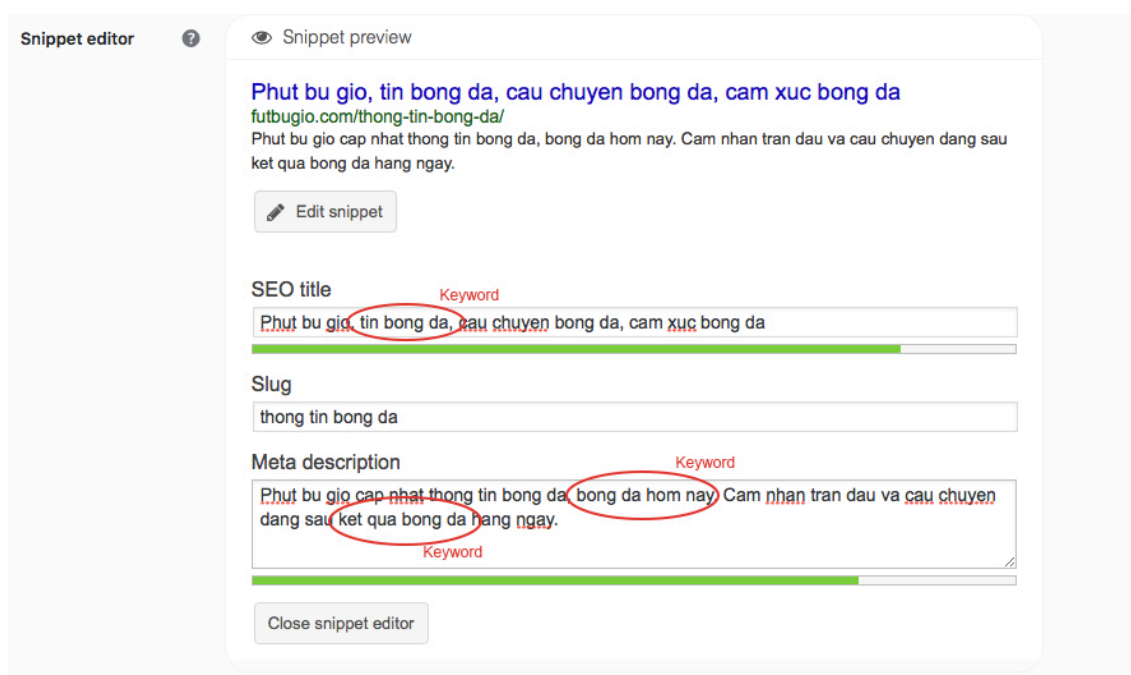 Snippet editor
Snippet preview
Phut bu gio, tin bong da, cau chuyen bong da, cam xuc bong da
futbugio.com/thong-tin-bong-da/
Phut bu gio cap nhat thong tin bong da, bong da hom nay. Cam nhan tran dau va cau chuyen dang sau
ket qua bong da hang ngay.
Edit snippet
SEO title
Keyword
Phut bu gio, tin bong da, cau chuyen bong da, cam xuc bong da
Slug
thong tin bong da
Meta description
Keyword
Phut bu gio cap nhat thong tin bong da, bong da hom nay. Cam nhan tran dau va cau chuyen
dang sau ket qua bong da hang ngay.
Keyword
Close snippet editor